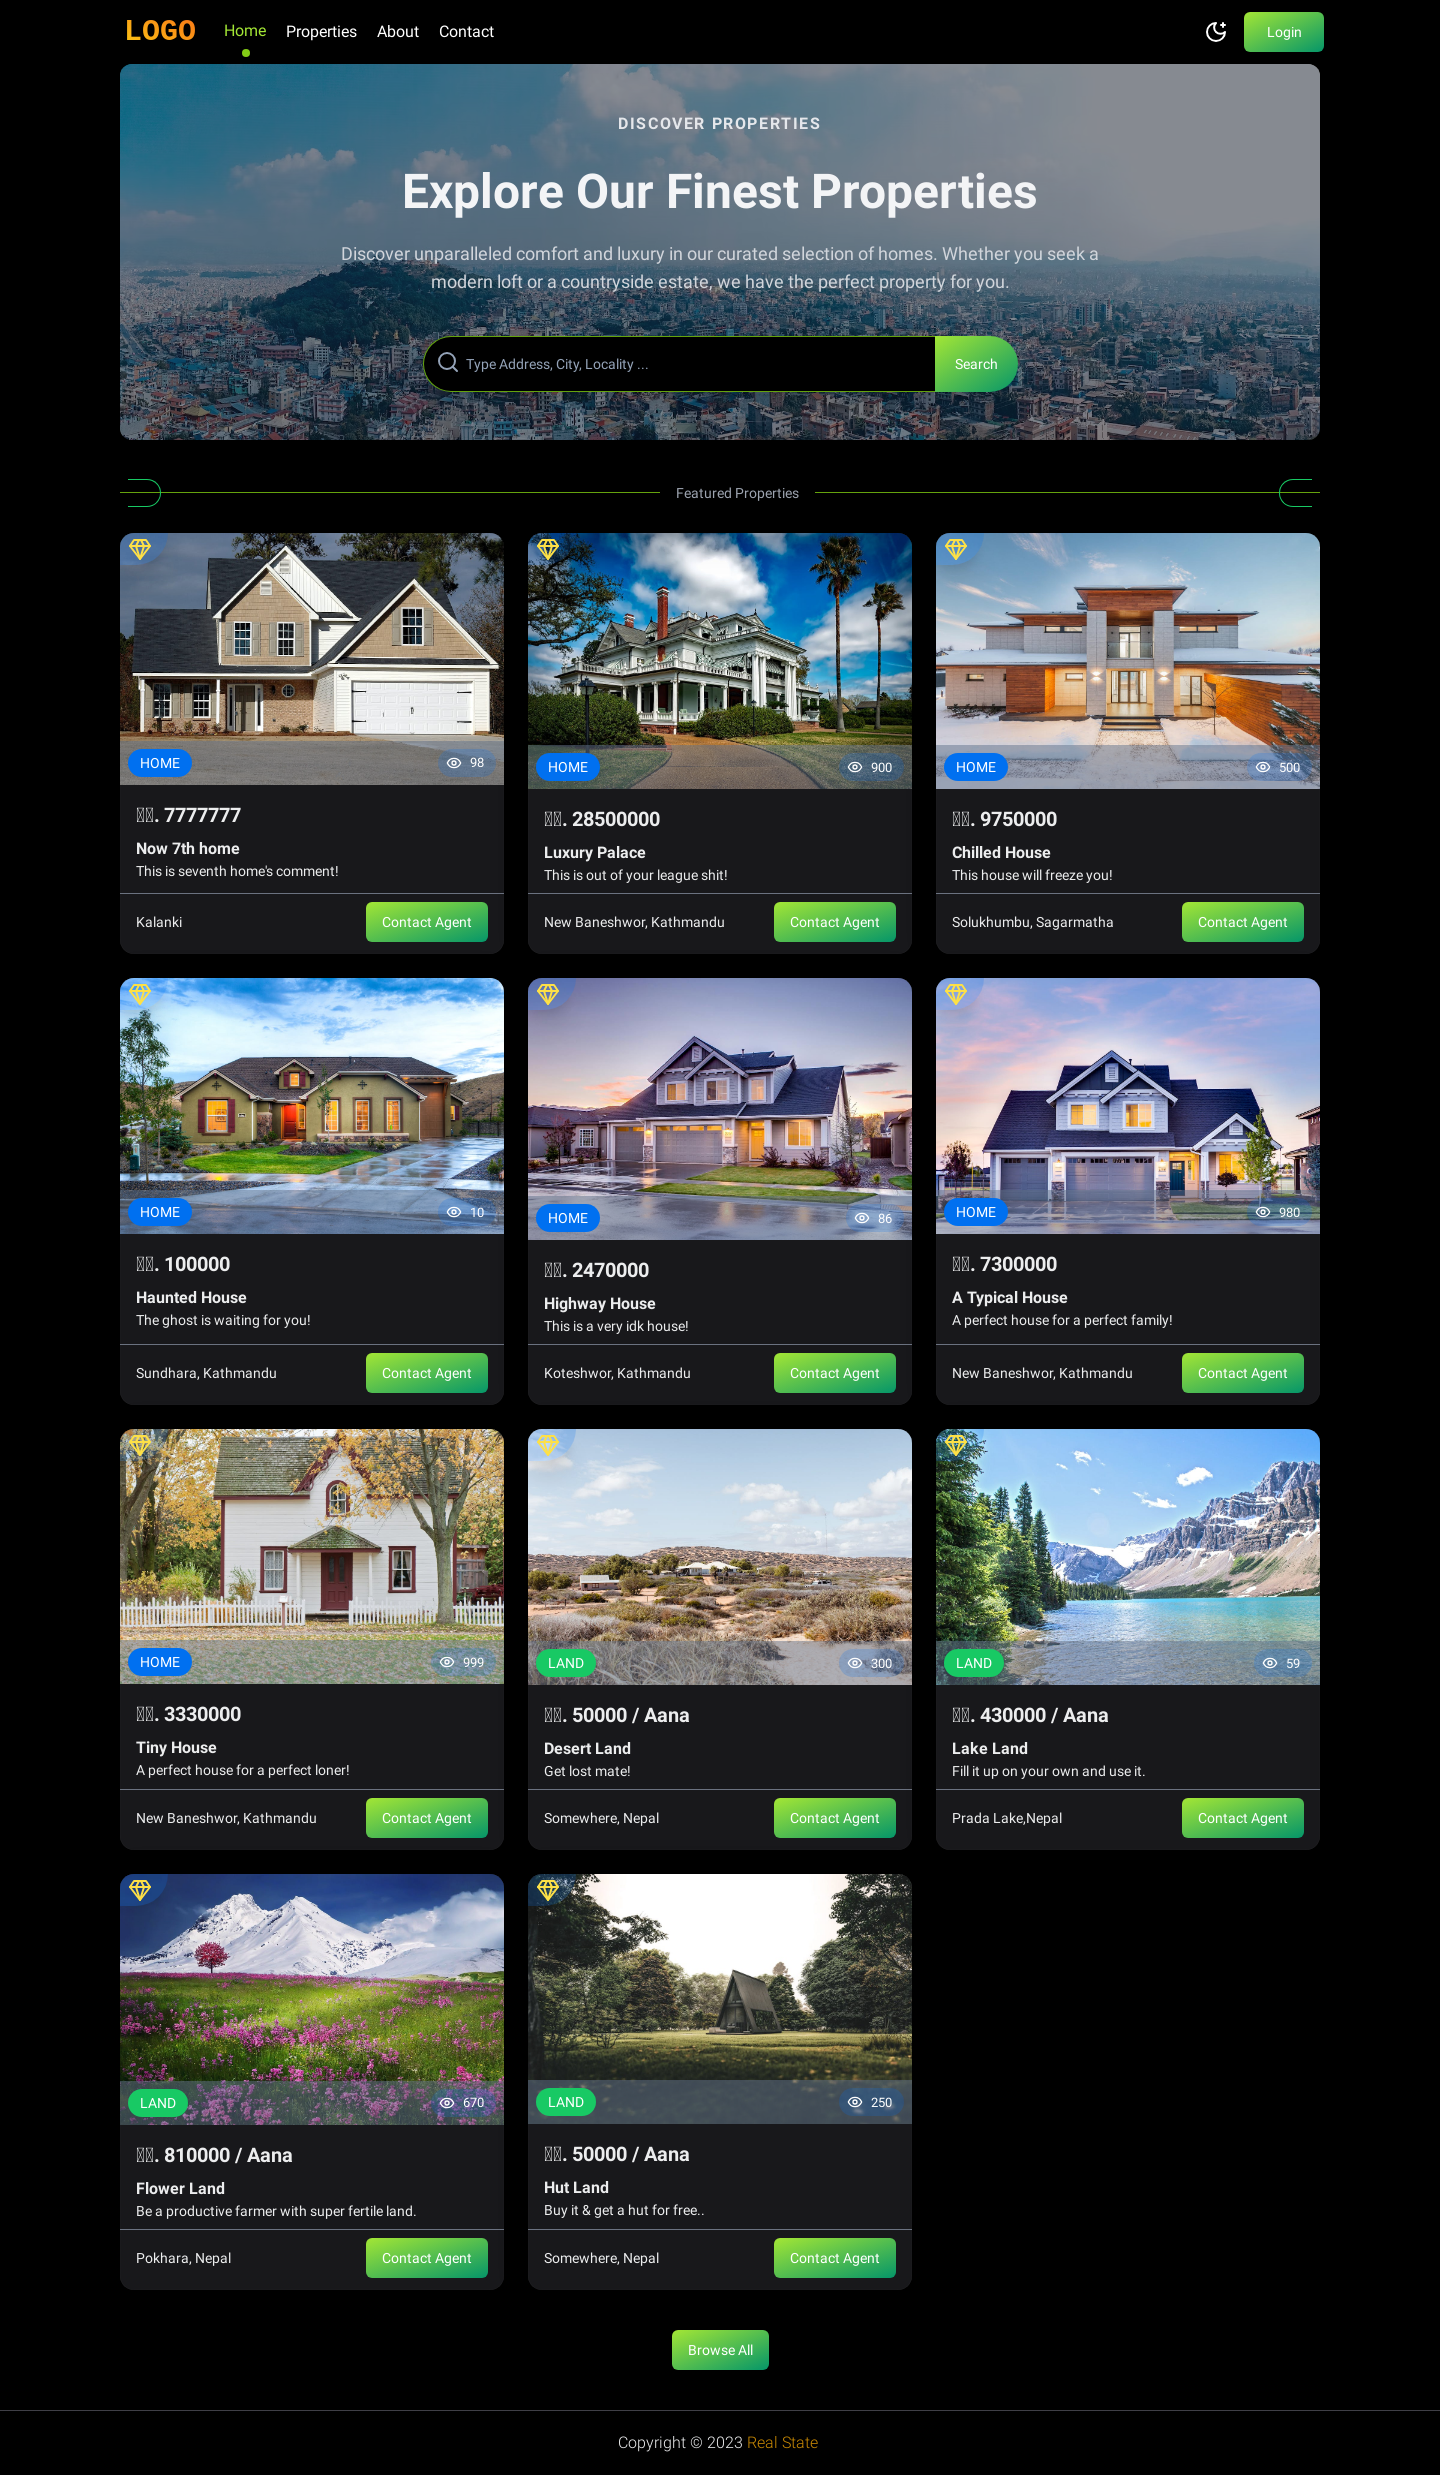 LOGO Home Properties About Contact Login
DISCOVER PROPERTIES
Explore Our Finest Properties
Discover unparalleled comfort and luxury in our curated selection of homes. Whether you seek a
modern loft or a countryside estate, we have the perfect property for you.
Type Address, City, Locality ... Search
Featured Properties
HOME 98
. 7777777
Now 7th home
This is seventh home's comment!
Kalanki Contact Agent
HOME 900
. 28500000
Luxury Palace
This is out of your league shit!
New Baneshwor, Kathmandu Contact Agent
HOME 500
. 9750000
Chilled House
This house will freeze you!
Solukhumbu, Sagarmatha Contact Agent
HOME 10
. 100000
Haunted House
The ghost is waiting for you!
Sundhara, Kathmandu Contact Agent
HOME 86
. 2470000
Highway House
This is a very idk house!
Koteshwor, Kathmandu Contact Agent
HOME 980
. 7300000
A Typical House
A perfect house for a perfect family!
New Baneshwor, Kathmandu Contact Agent
HOME 999
. 3330000
Tiny House
A perfect house for a perfect loner!
New Baneshwor, Kathmandu Contact Agent
LAND 300
. 50000 / Aana
Desert Land
Get lost mate!
Somewhere, Nepal Contact Agent
LAND 59
. 430000 / Aana
Lake Land
Fill it up on your own and use it.
Prada Lake,Nepal Contact Agent
LAND 670
. 810000 / Aana
Flower Land
Be a productive farmer with super fertile land.
Pokhara, Nepal Contact Agent
LAND 250
. 50000 / Aana
Hut Land
Buy it & get a hut for free..
Somewhere, Nepal Contact Agent
Browse All
Copyright © 2023 Real State